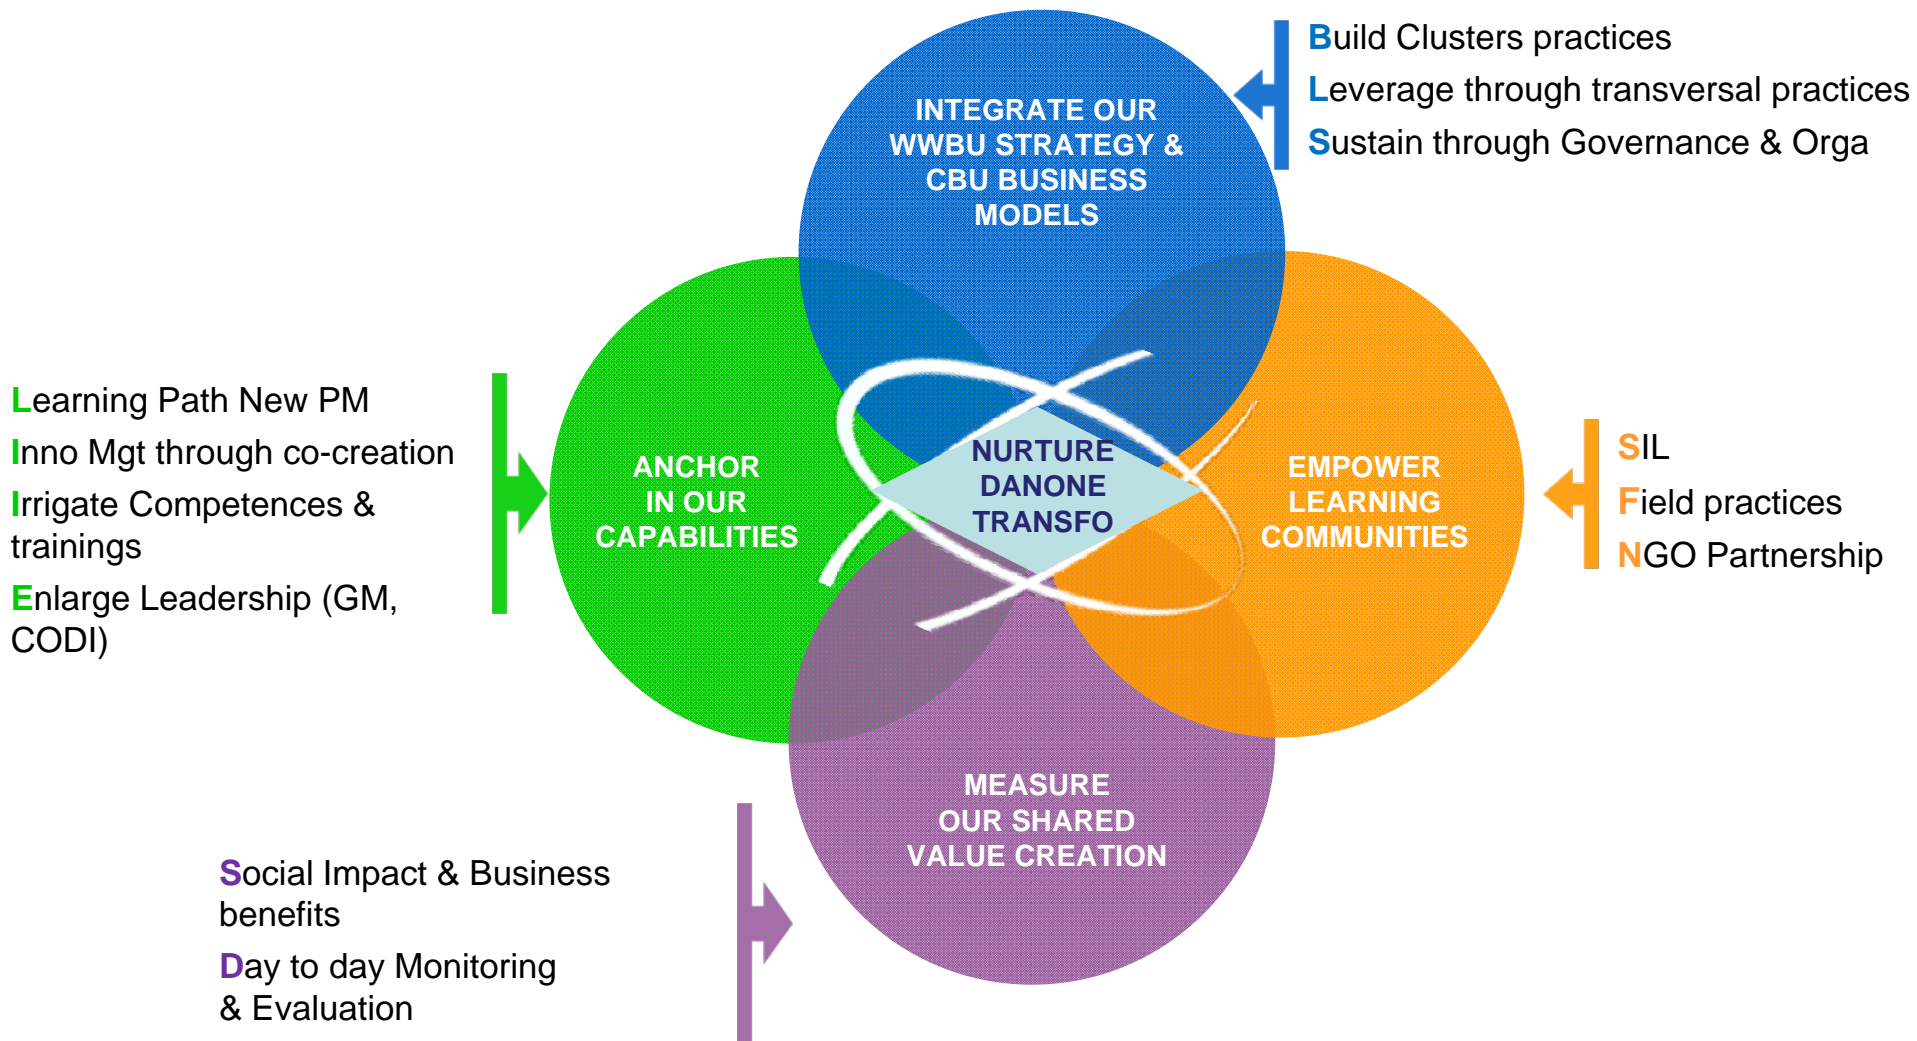 INTEGRATE OUR
WWBU STRATEGY &
CBU BUSINESS
MODELS
Build Clusters practices
Leverage through transversal practices
Sustain through Governance & Orga
Learning Path New PM
Inno Mgt through co-creation
Irrigate Competences &
trainings
Enlarge Leadership (GM,
CODI)
ANCHOR
IN OUR
CAPABILITIES
NURTURE
DANONE
TRANSFO
EMPOWER
LEARNING
COMMUNITIES
SIL
Field practices
NGO Partnership
MEASURE
OUR SHARED
VALUE CREATION
Social Impact & Business
benefits
Day to day Monitoring
& Evaluation